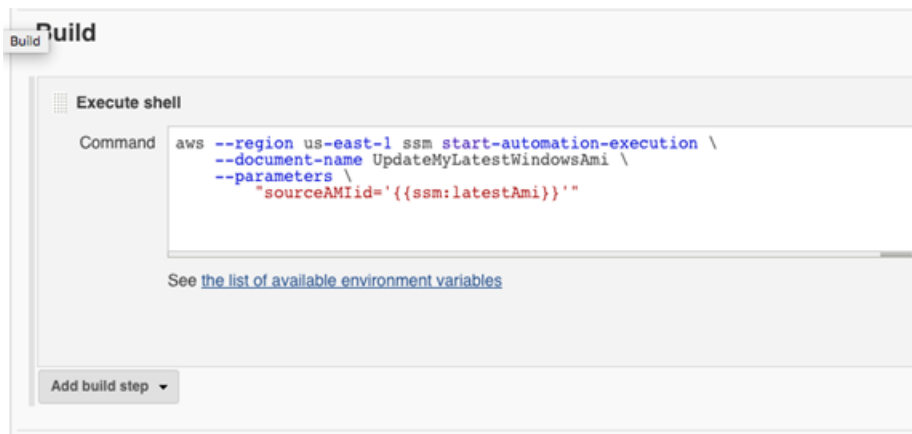 Build
Build
Execute shell
Command
aws --region us-east-1 ssm start-automation-execution \
--document-name UpdateMyLatestWindowsAmi \
--parameters \
"sourceAMIid='{{ssm:latestAmi}}'"
See the list of available environment variables
Add build step